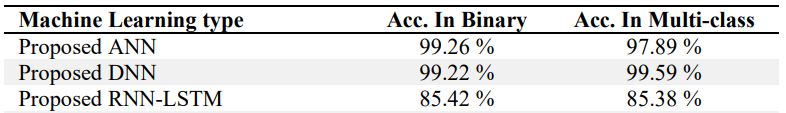 Machine Learning type Acc. In Binary Acc. In Multi-class
Proposed ANN 99.26 % 97.89 %
Proposed DNN 99.22 % 99.59 %
Proposed RNN-LSTM 85.42 % 85.38 %